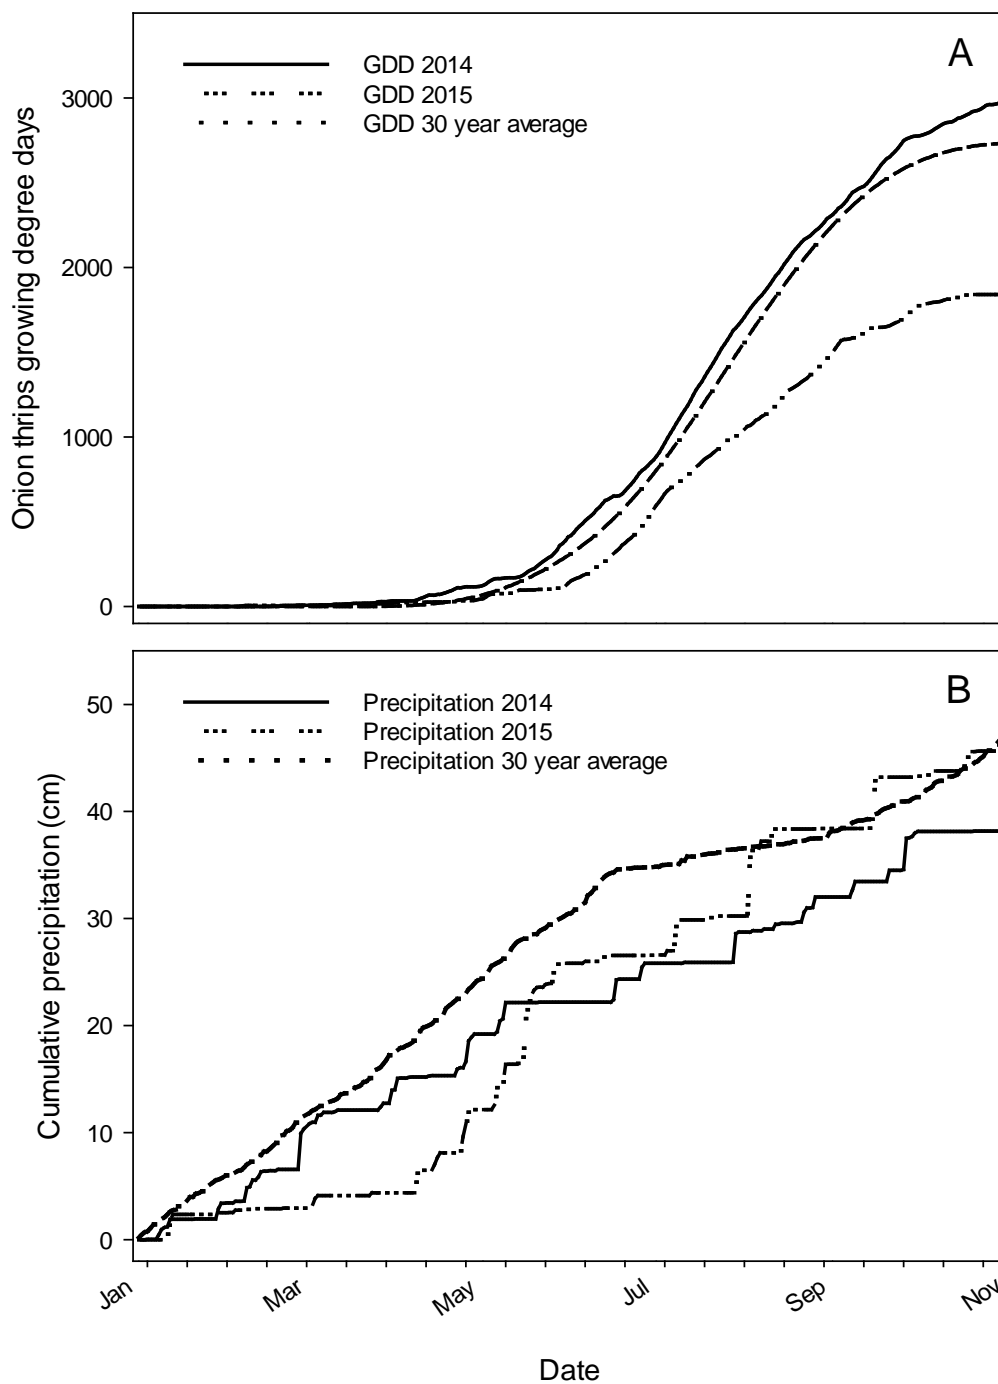 A
GDD 2014
GDD 2015
GDD 30 year average
Onion thrips growing degree days
3000
2000
1000
0
B
Precipitation 2014
Precipitation 2015
Precipitation 30 year average
Cumulative precipitation (cm)
50
40
30
20
10
0
Jan Mar May Jul Sep Nov
Date